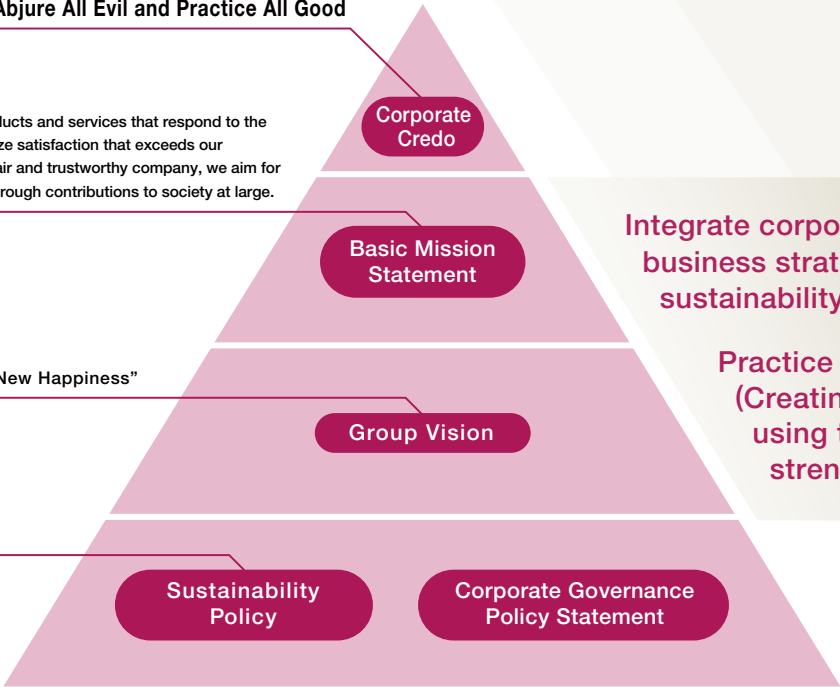 Abjure All Evil and Practice All Good
Corporate
Credo
ducts and services that respond to the
ze satisfaction that exceeds our
air and trustworthy company, we aim for
rough contributions to society at large.
Basic Mission
Statement
Integrate corpo
business strat
sustainability
Practice
(Creatin
using
stren
New Happiness”
Group Vision
Sustainability
Policy
Corporate Governance
Policy Statement